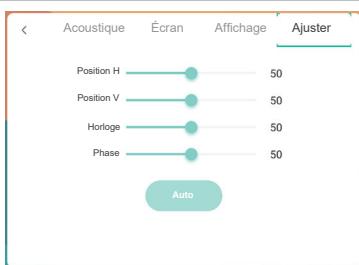 Acoustique Écran Affichage Ajuster
Position H 50
Position V 50
Horloge 50
Phase 50
Auto